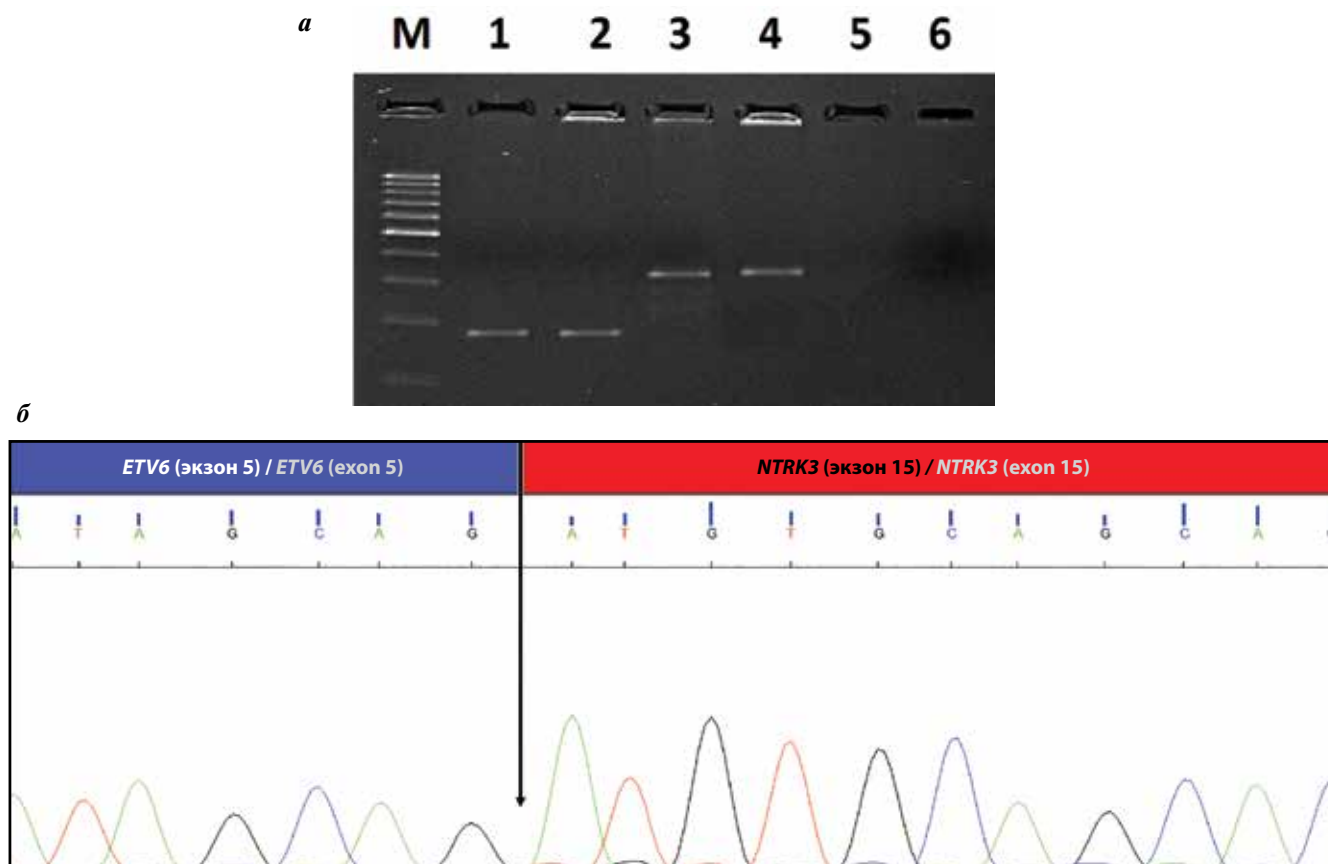 а
M 1 2 3 4 5 6
б
ETV6 (экзон 5) / ETV6 (exon 5) NTRK3 (экзон 15) / NTRK3 (exon 15)
A T A G C A G A T G T G C A G C A